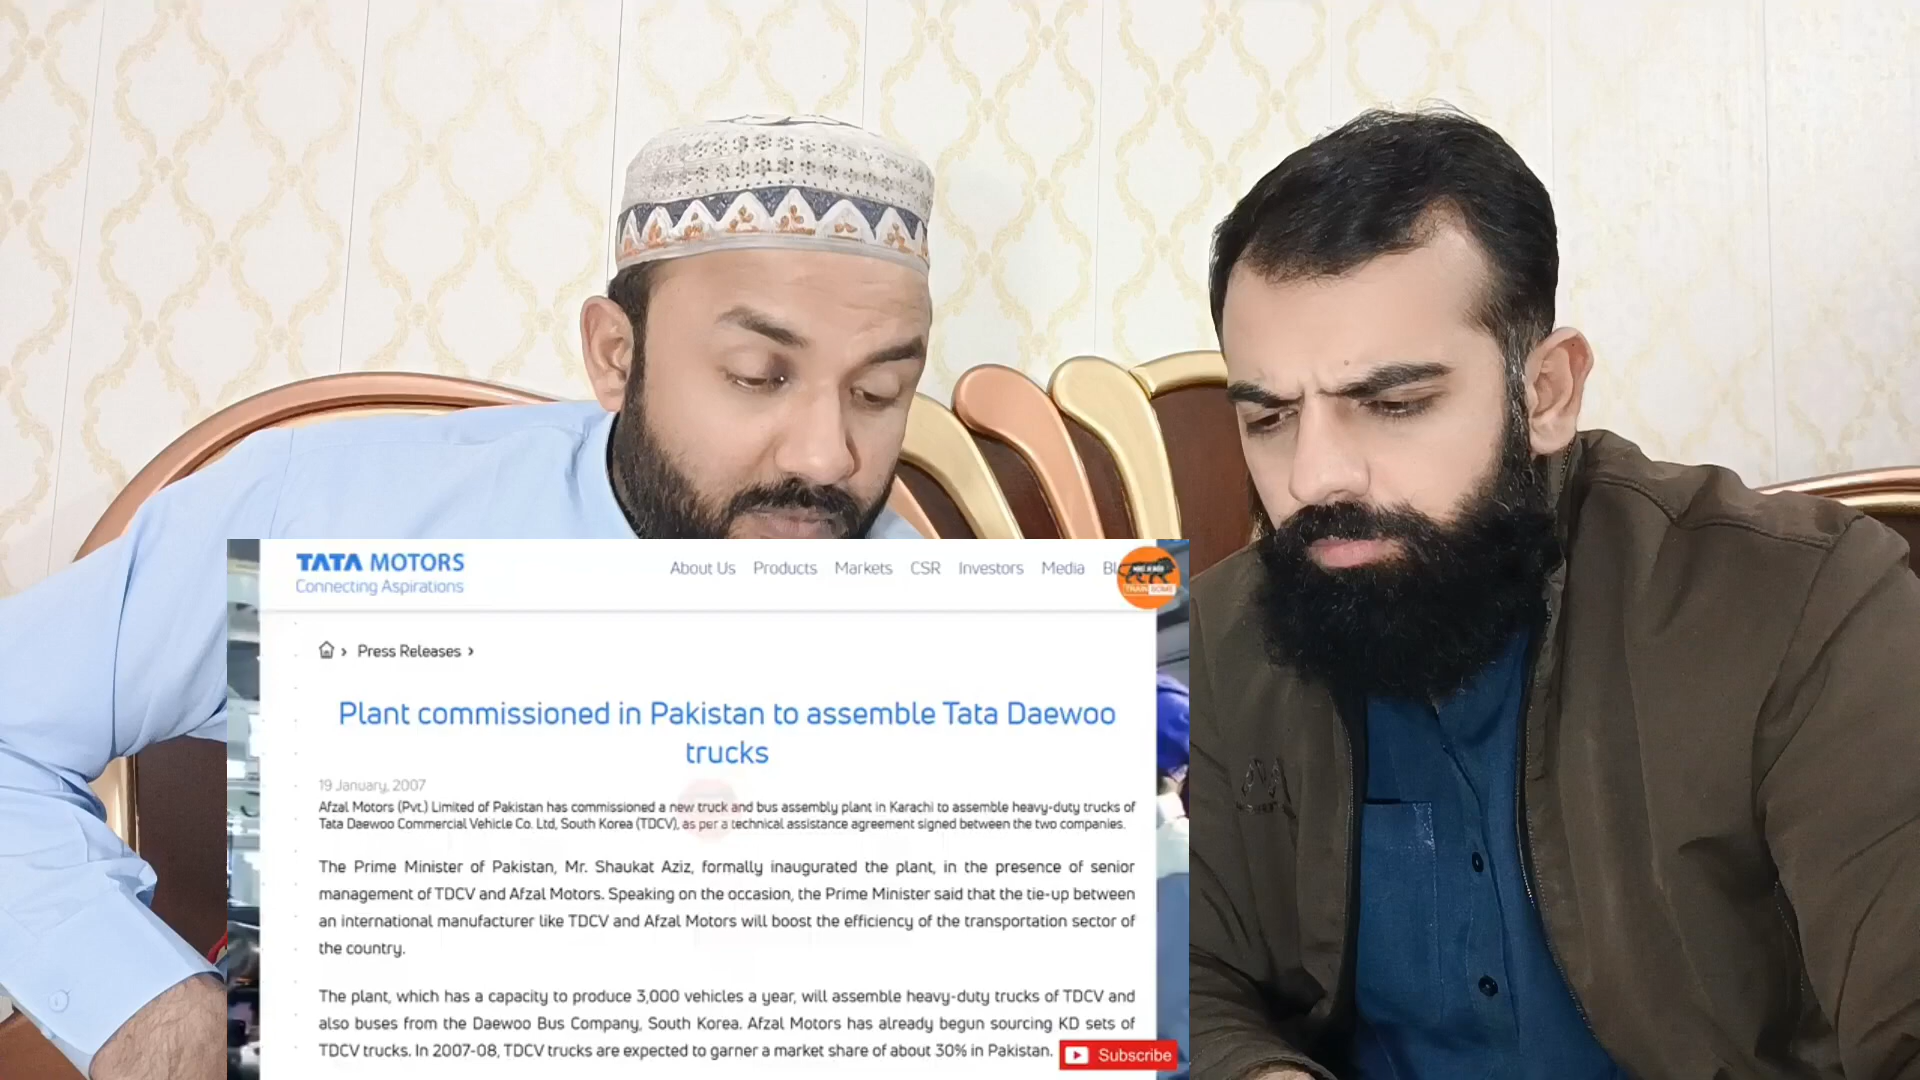 TATA MOTORS
Connecting Aspirations
About Us Products Markets CSR Investors Media
Press Releases
Plant commissioned in Pakistan to assemble Tata Daewoo
trucks
19 January, 2007
Afzal Motors (Pvt.) Limited of Pakistan has commissioned a new truck and bus assembly plant in Karachi to assemble heavy-duty trucks of
Tata Daewoo Commercial Vehicle Co. Ltd, South Korea (TDCV), as per a technical assistance agreement signed between the two companies.
The Prime Minister of Pakistan, Mr. Shaukat Aziz, formally inaugurated the plant, in the presence of senior
management of TDCV and Afzal Motors. Speaking on the occasion, the Prime Minister said that the tie-up between
an international manufacturer like TDCV and Afzal Motors will boost the efficiency of the transportation sector of
the country.
The plant, which has a capacity to produce 3,000 vehicles a year, will assemble heavy-duty trucks of TDCV and
also buses from the Daewoo Bus Company, South Korea. Afzal Motors has already begun sourcing KD sets of
TDCV trucks. In 2007-08, TDCV trucks are expected to garner a market share of about 30% in Pakistan.
Subscribe